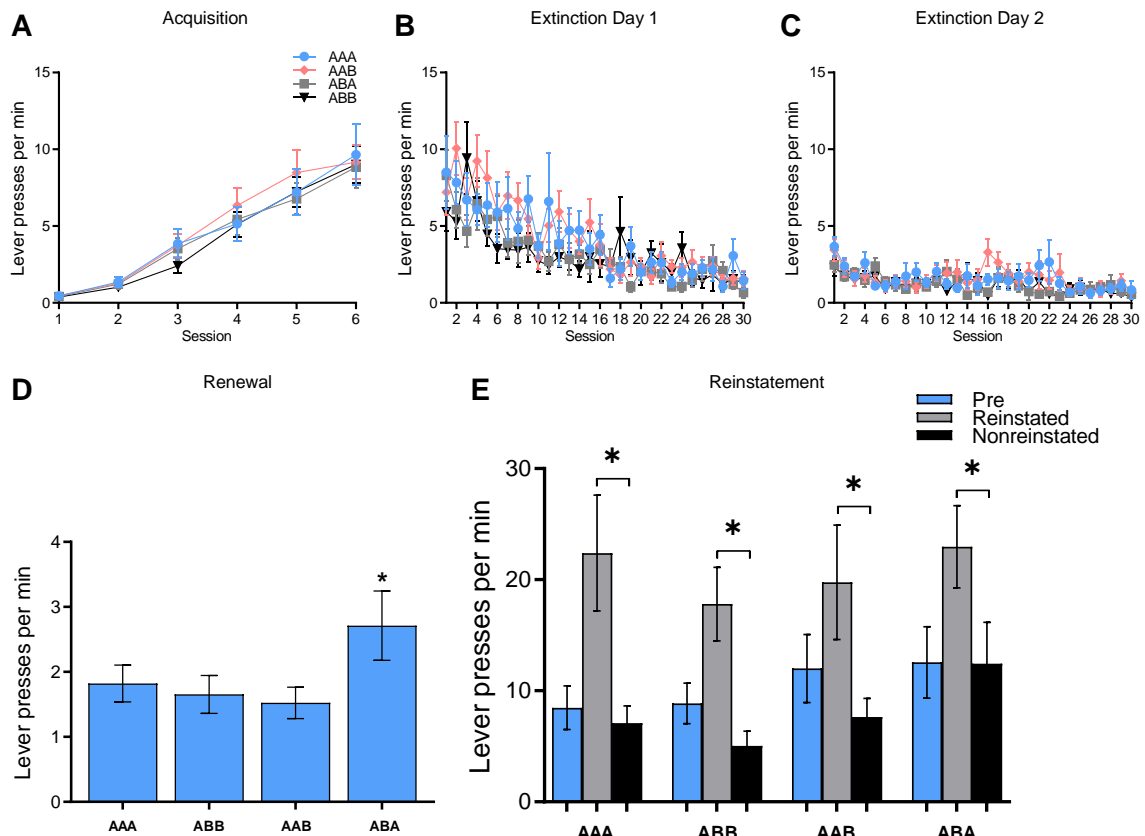 A
Acquisition
AAA
AAB
ABA
ABB
Lever presses per min
15
10
5
0
1 2 3 4 5 6
Session
B
Extinction Day 1
Lever presses per min
15
10
5
0
2 4 6 8 10 12 14 16 18 20 22 24 26 28 30
Session
C
Extinction Day 2
Lever presses per min
15
10
5
0
2 4 6 8 10 12 14 16 18 20 22 24 26 28 30
Session
D
Renewal
Lever presses per min
4
3
2
1
0
*
AAA ABB AAB ABA
E
Reinstatement
Pre
Reinstated
Nonreinstated
Lever presses per min
30
20
10
0
* * * *
AAA ABB AAB ABA